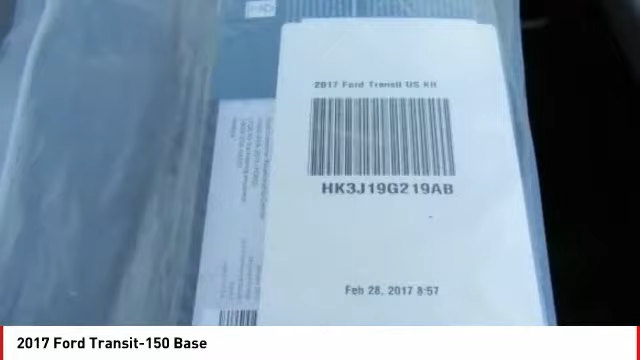 2017 Ford Transit US Kit
HK3J19G219AB
Feb 28, 2017 8:57
2017 Ford Transit-150 Base